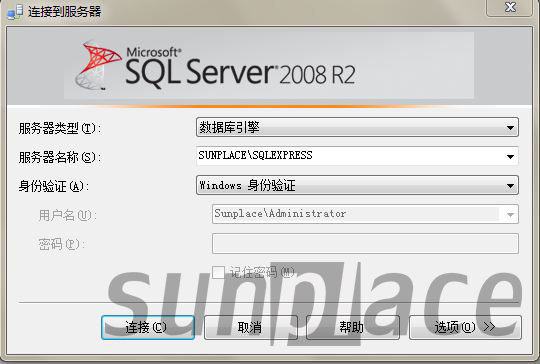 连接到服务器
Microsoft®
SQL Server® 2008 R2
服务器类型(T):
数据库引擎
服务器名称(S):
SUNPLACE\SQLEXPRESS
身份验证(A):
Windows 身份验证
用户名(U):
Sunplace\Administrator
密码(P):
记住密码(M)
sunplace
连接(C) 取消 帮助 选项(O) >>